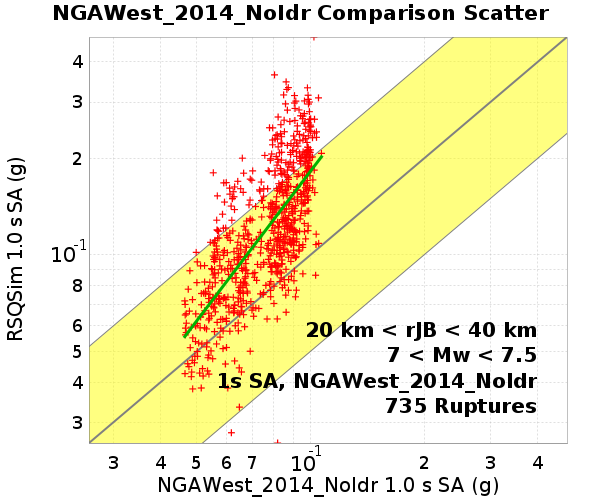 NGAWest_2014_NoIdr Comparison Scatter
RSQSim 1.0 s SA (g)
4
3
2
10-1
8
6
5
4
3
20 km < rJB < 40 km
7 < Mw < 7.5
1s SA, NGAWest_2014_NoIdr
735 Ruptures
3 4 5 6 7 10-1 2 3 4
NGAWest_2014_NoIdr 1.0 s SA (g)